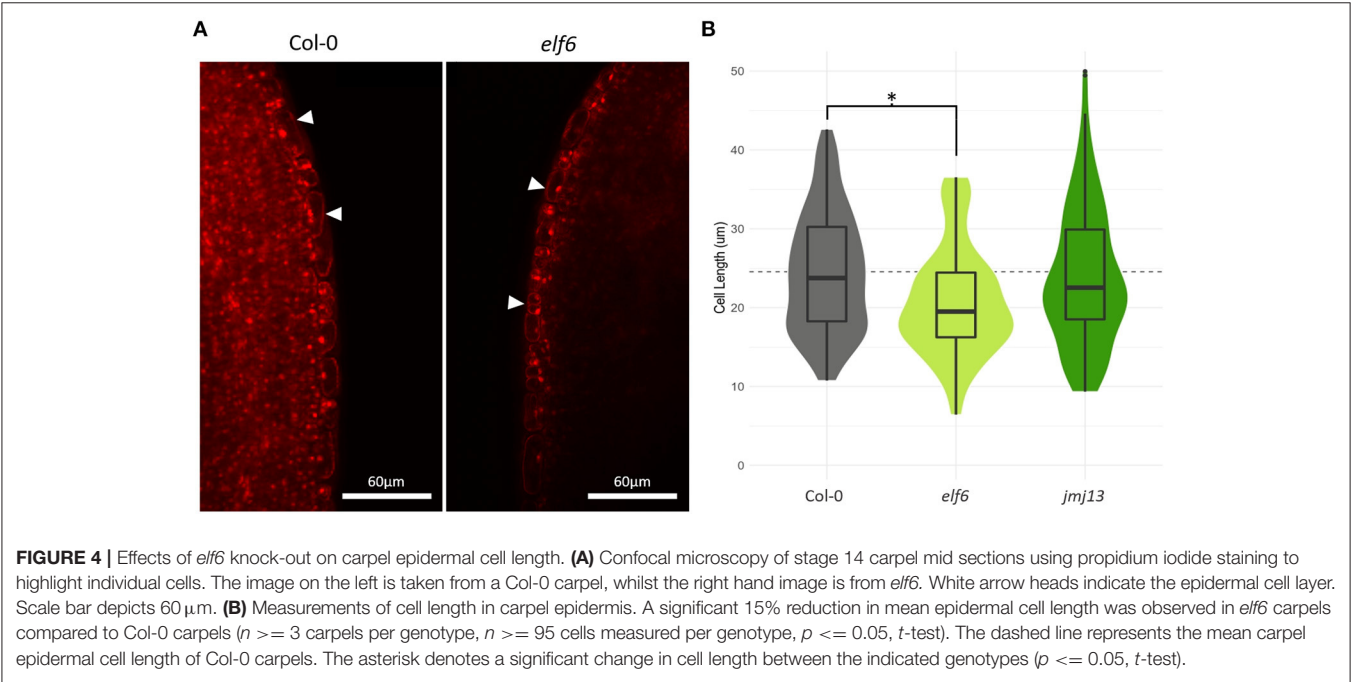 A
Col-0
elf6
60µm
60µm
B
50
40
30
20
10
0
Cell Length (um)
*
Col-0
elf6
jmj13
FIGURE 4 | Effects of elf6 knock-out on carpel epidermal cell length. (A) Confocal microscopy of stage 14 carpel mid sections using propidium iodide staining to
highlight individual cells. The image on the left is taken from a Col-0 carpel, whilst the right hand image is from elf6. White arrow heads indicate the epidermal cell layer.
Scale bar depicts 60 µm. (B) Measurements of cell length in carpel epidermis. A significant 15% reduction in mean epidermal cell length was observed in elf6 carpels
compared to Col-0 carpels (n >= 3 carpels per genotype, n >= 95 cells measured per genotype, p <= 0.05, t-test). The dashed line represents the mean carpel
epidermal cell length of Col-0 carpels. The asterisk denotes a significant change in cell length between the indicated genotypes (p <= 0.05, t-test).